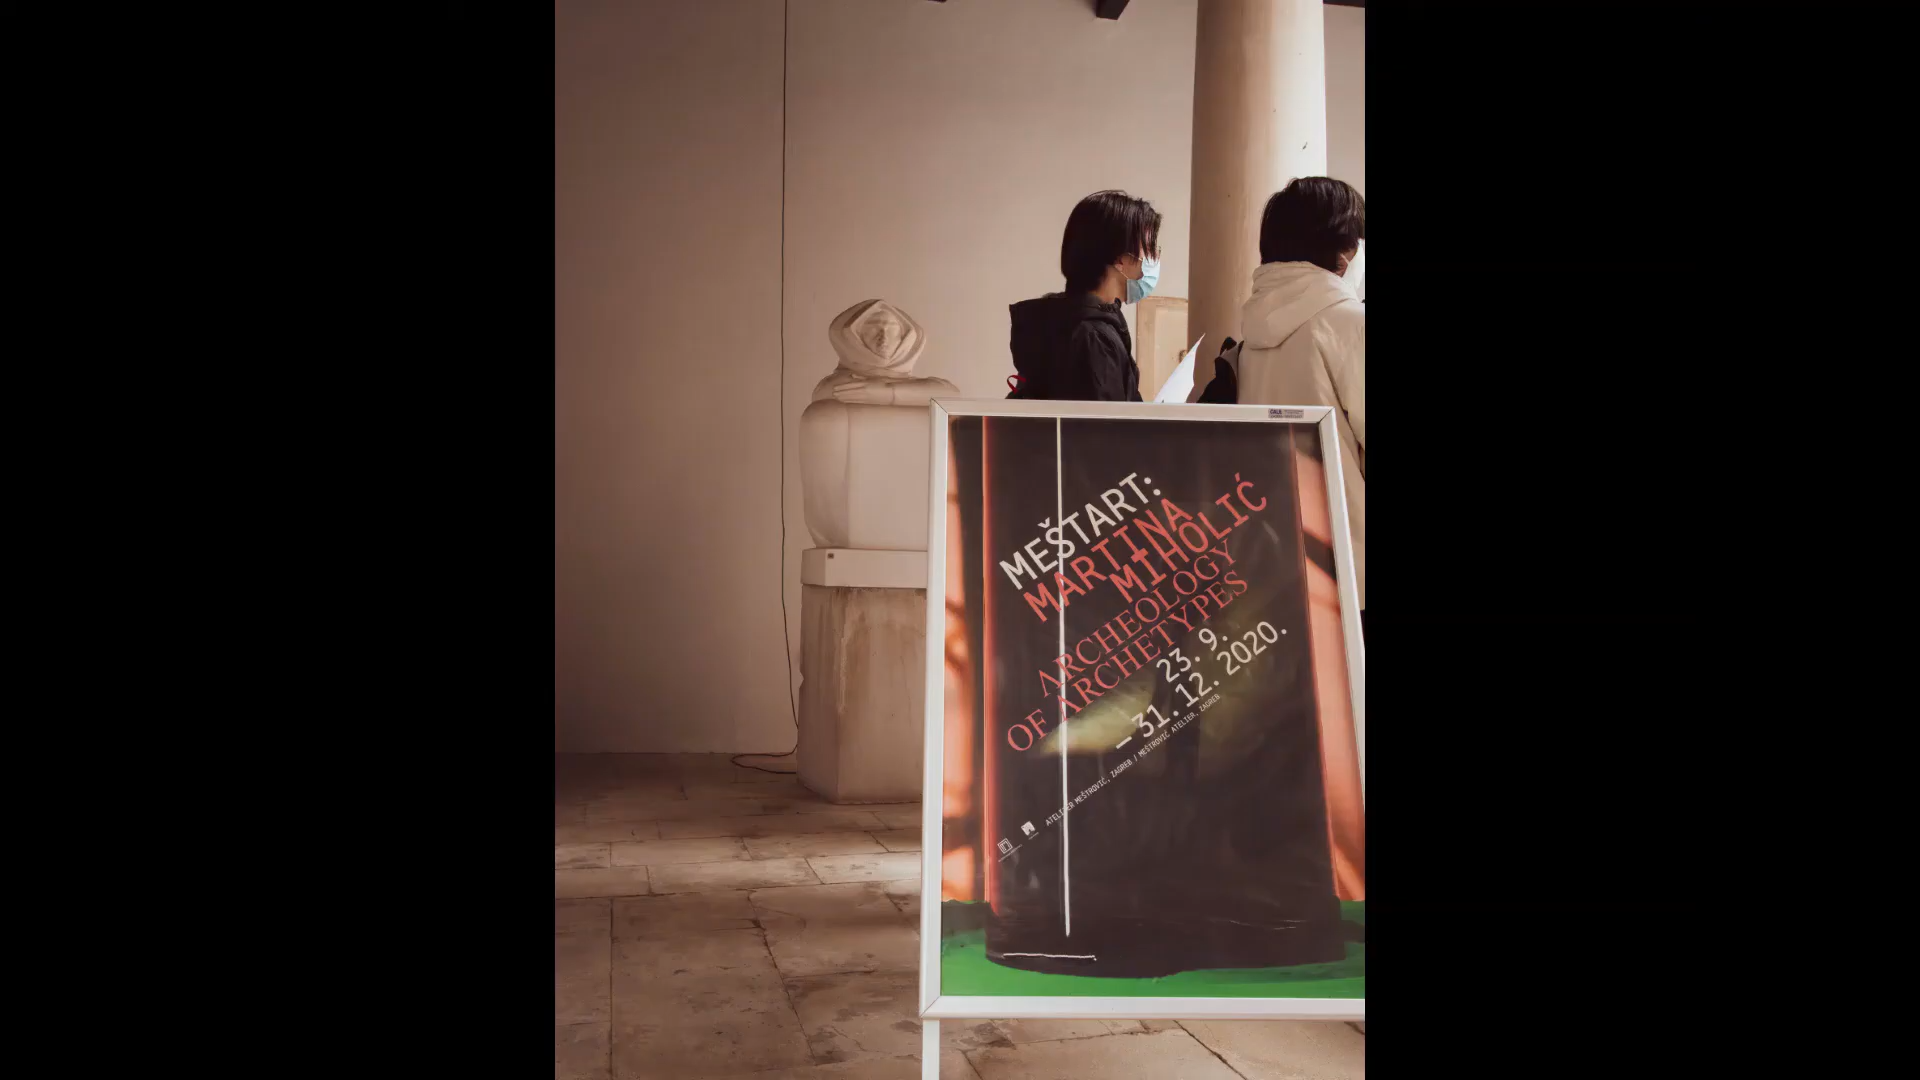 MEŠTART:
MARTINA
MIHOLIĆ
ARCHEOLOGY
OF ARCHETYPES
23. 9.
—31.12.2020.
ATELIER MEŠTROVIĆ, ZAGREB / MEŠTROVIĆ ATELIER, ZAGREB